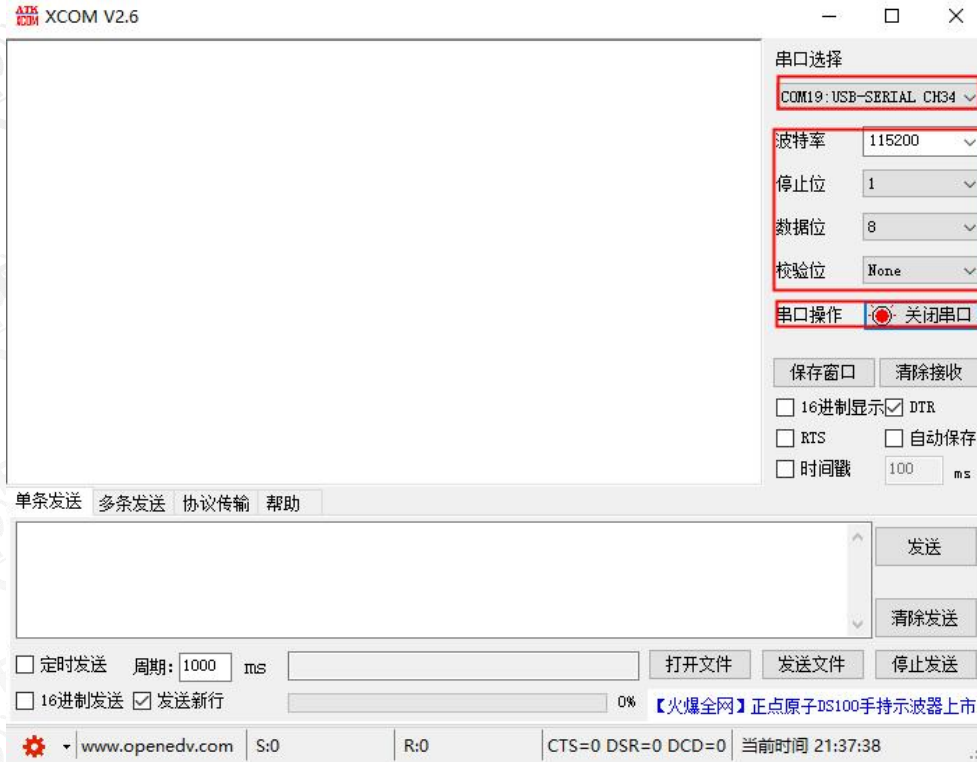 ATK XCOM XCOM V2.6
串口选择
COM19:USB-SERIAL CH34
波特率 115200
停止位 1
数据位 8
校验位 None
串口操作 关闭串口
保存窗口 清除接收
16进制显示 DTR
RTS 自动保存
时间戳 100 ms
单条发送 多条发送 协议传输 帮助
发送
清除发送
定时发送 周期: 1000 ms 打开文件 发送文件 停止发送
16进制发送 发送新行 0% 【火爆全网】正点原子DS100手持示波器上市
www.openedv.com S:0 R:0 CTS=0 DSR=0 DCD=0 当前时间 21:37:38